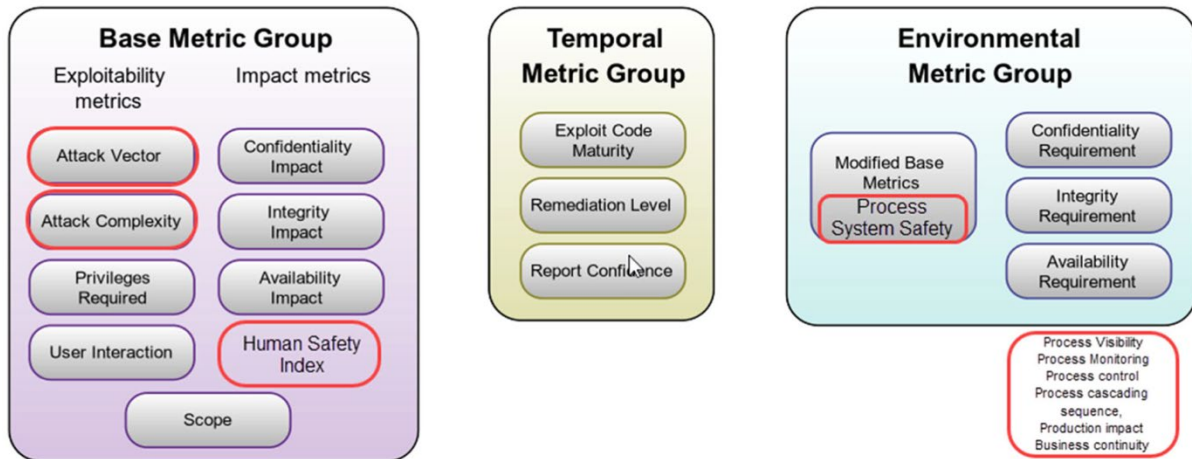 Base Metric Group
Exploitability
metrics
Attack Vector
Attack Complexity
Privileges
Required
User Interaction
Impact metrics
Confidentiality
Impact
Integrity
Impact
Availability
Impact
Human Safety
Index
Scope
Temporal
Metric Group
Exploit Code
Maturity
Remediation Level
Report Confidence
Environmental
Metric Group
Modified Base
Metrics
Process
System Safety
Confidentiality
Requirement
Integrity
Requirement
Availability
Requirement
Process Visibility
Process Monitoring
Process control
Process cascading
sequence,
Production impact
Business continuity